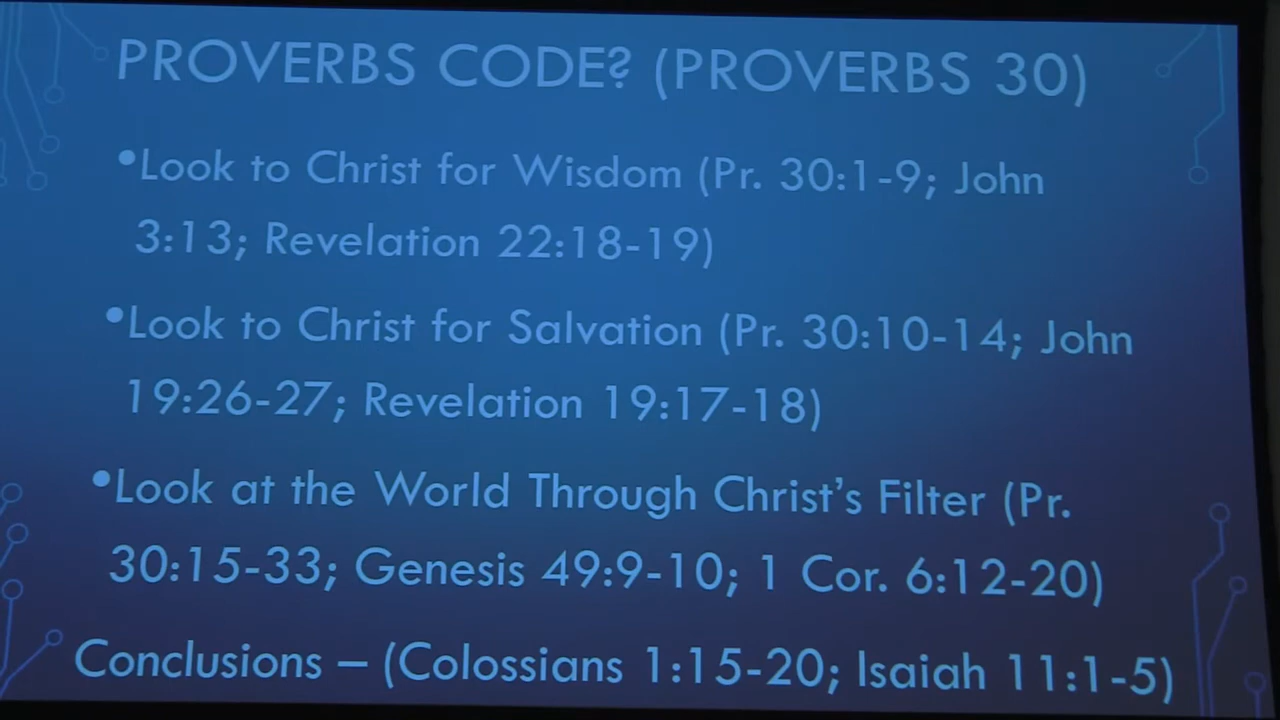 PROVERBS CODE? (PROVERBS 30)
•Look to Christ for Wisdom (Pr. 30:1-9; John
3:13; Revelation 22:18-19)
•Look to Christ for Salvation (Pr. 30:10-14; John
19:26-27; Revelation 19:17-18)
•Look at the World Through Christ's Filter (Pr.
30:15-33; Genesis 49:9-10; 1 Cor. 6:12-20)
Conclusions – (Colossians 1:15-20; Isaiah 11:1-5)